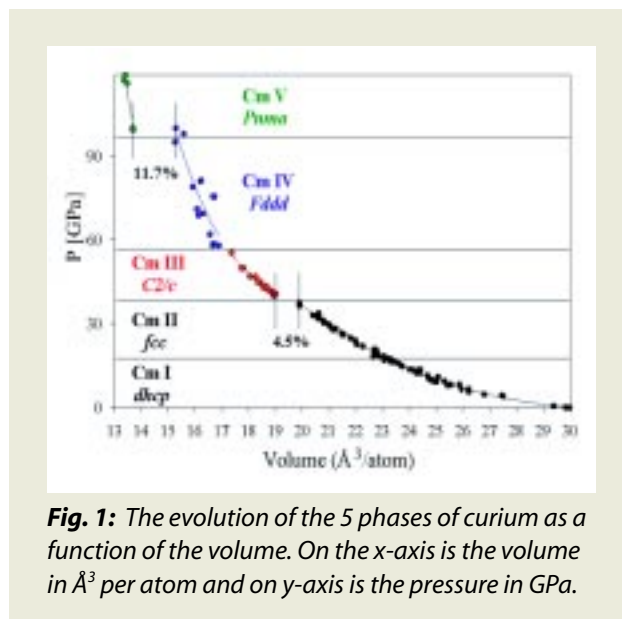 Cm V
Pnma
90
11.7%
Cm IV
Fddd
P [GPa]
60
Cm III
C2/c
30
Cm II
fcc
4.5%
Cm I
dhcp
0
13 14 15 16 17 18 19 20 21 22 23 24 25 26 27 28 29 30
Volume (Å³/atom)
Fig. 1: The evolution of the 5 phases of curium as a
function of the volume. On the x-axis is the volume
in Å³ per atom and on y-axis is the pressure in GPa.